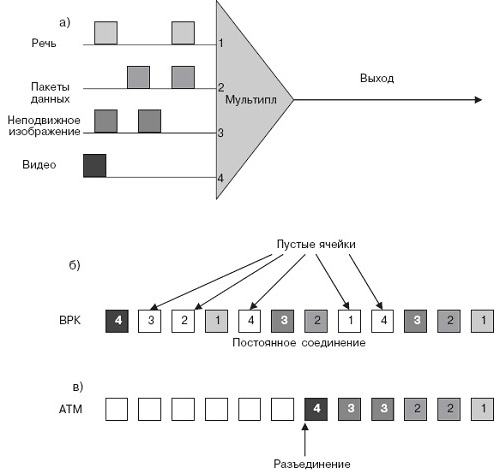 а)
Речь
1
Пакеты
данных
2
Мультипл
Выход
Неподвижное
изображение
3
Видео
4
Пустые ячейки
б)
ВРК 4 3 2 1 4 3 2 1 4 3 2 1
Постоянное соединение
в)
АТМ 4 3 3 2 2 1
Разъединение